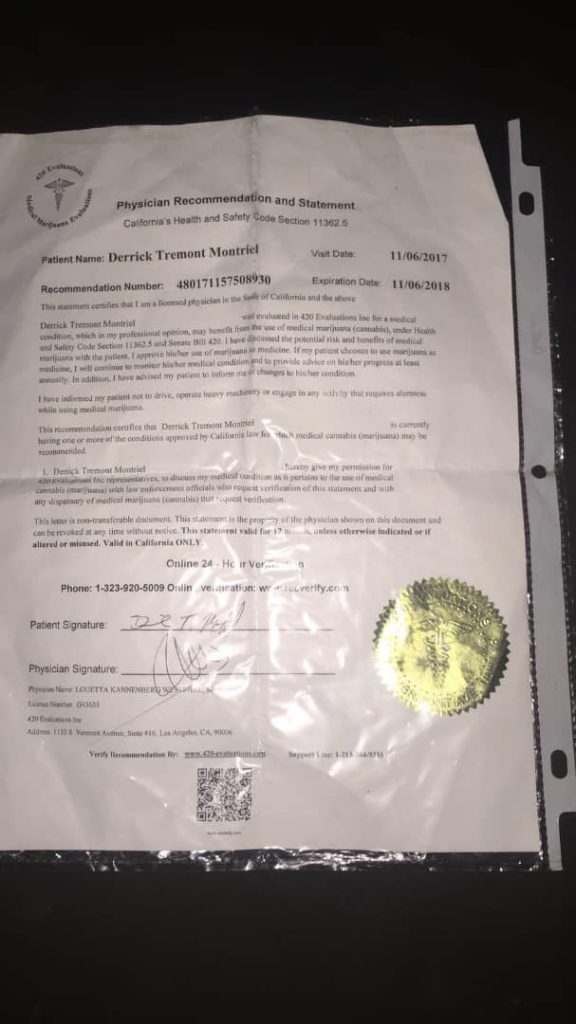 420 Evaluations
Medical Marijuana Evaluations
Physician Recommendation and Statement
California's Health and Safety Code Section 11362.5
Patient Name: Derrick Tremont Montriel Visit Date: 11/06/2017
Recommendation Number: 480171157508930 Expiration Date: 11/06/2018
This statement certifies that I am a licensed physician in the State of California and the above
Derrick Tremont Montriel was evaluated in 420 Evaluations Inc for a medical
condition, which in my professional opinion, may benefit from the use of medical marijuana (cannabis), under Health
and Safety Code Section 11362.5 and Senate Bill 420. I have discussed the potential risk and benefits of medical
marijuana with the patient. I approve his/her use of marijuana as medicine. If my patient chooses to use marijuana as
medicine, I will continue to monitor his/her medical condition and to provide advice on his/her progress at least
annually. In addition, I have advised my patient to inform me changes to his/her condition.
I have informed my patient not to drive, operate heavy machinery or engage in any activity that requires alertness
while using medical marijuana.
This recommendation certifies that Derrick Tremont Montriel is currently
having one or more of the conditions approved by California law for which medical cannabis (marijuana) may be
recommended.
I, Derrick Tremont Montriel , hereby give my permission for
420 evaluations Inc representatives, to discuss my medical condition as it pertains to the use of medical
cannabis (marijuana) with law enforcement officials who request verification of this statement and with
any dispensary of medical marijuana (cannabis) that request verification.
This letter is non-transferable document. This statement is the property of the physician shown on this document and
can be revoked at any time without notice. This statement valid for 12 unless otherwise indicated or if
altered or misused. Valid in California ONLY.
Online 24 - Hour
Phone: 1-323-920-5009 verification:
Patient Signature:
Physician Signature:
Physician Name: LOUETTA KANNENBERG
License Number:
420 Evaluations Inc
Address: 1133 S. Vermont Avenue, Suite #16, Los Angeles, CA, 90006
Verify Recommendation By: www.420-evaluations.com Support Line: